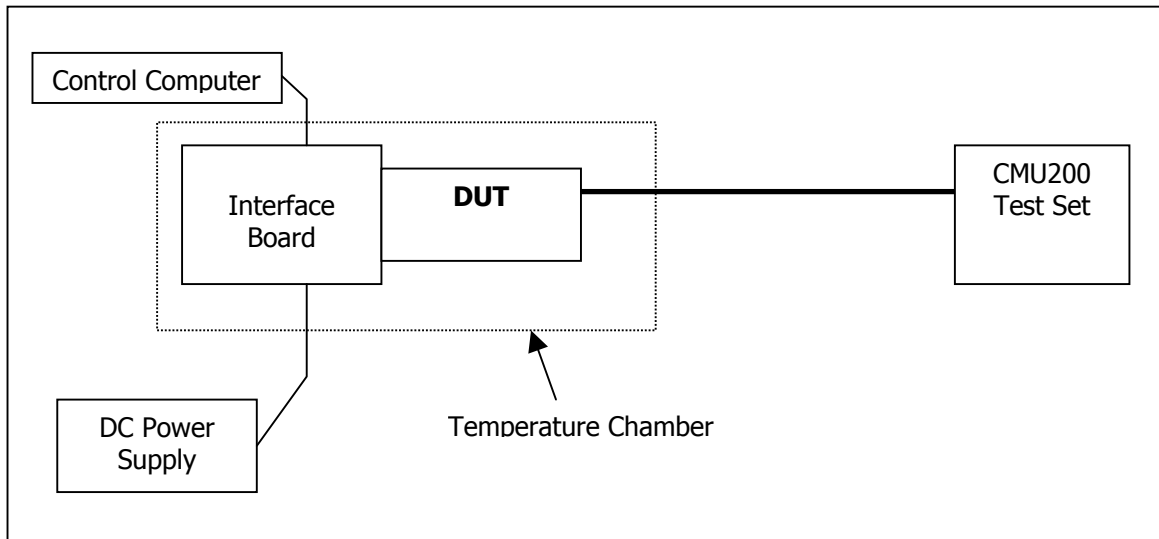 Control Computer
Interface
Board
DUT
CMU200
Test Set
DC Power
Supply
Temperature Chamber